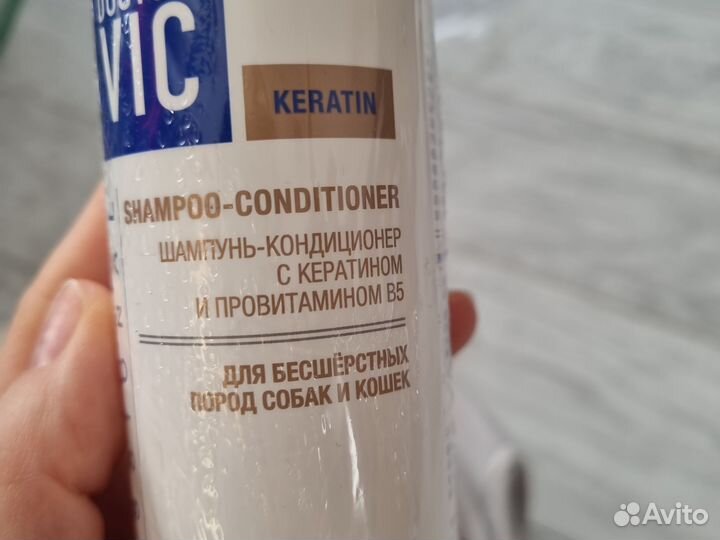 VIC
KERATIN
SHAMPOO-CONDITIONER
ШАМПУНЬ-КОНДИЦИОНЕР
С КЕРАТИНОМ
И ПРОВИТАМИНОМ В5
ДЛЯ БЕСШЁРСТНЫХ
ПОРОД СОБАК И КОШЕК
Avito